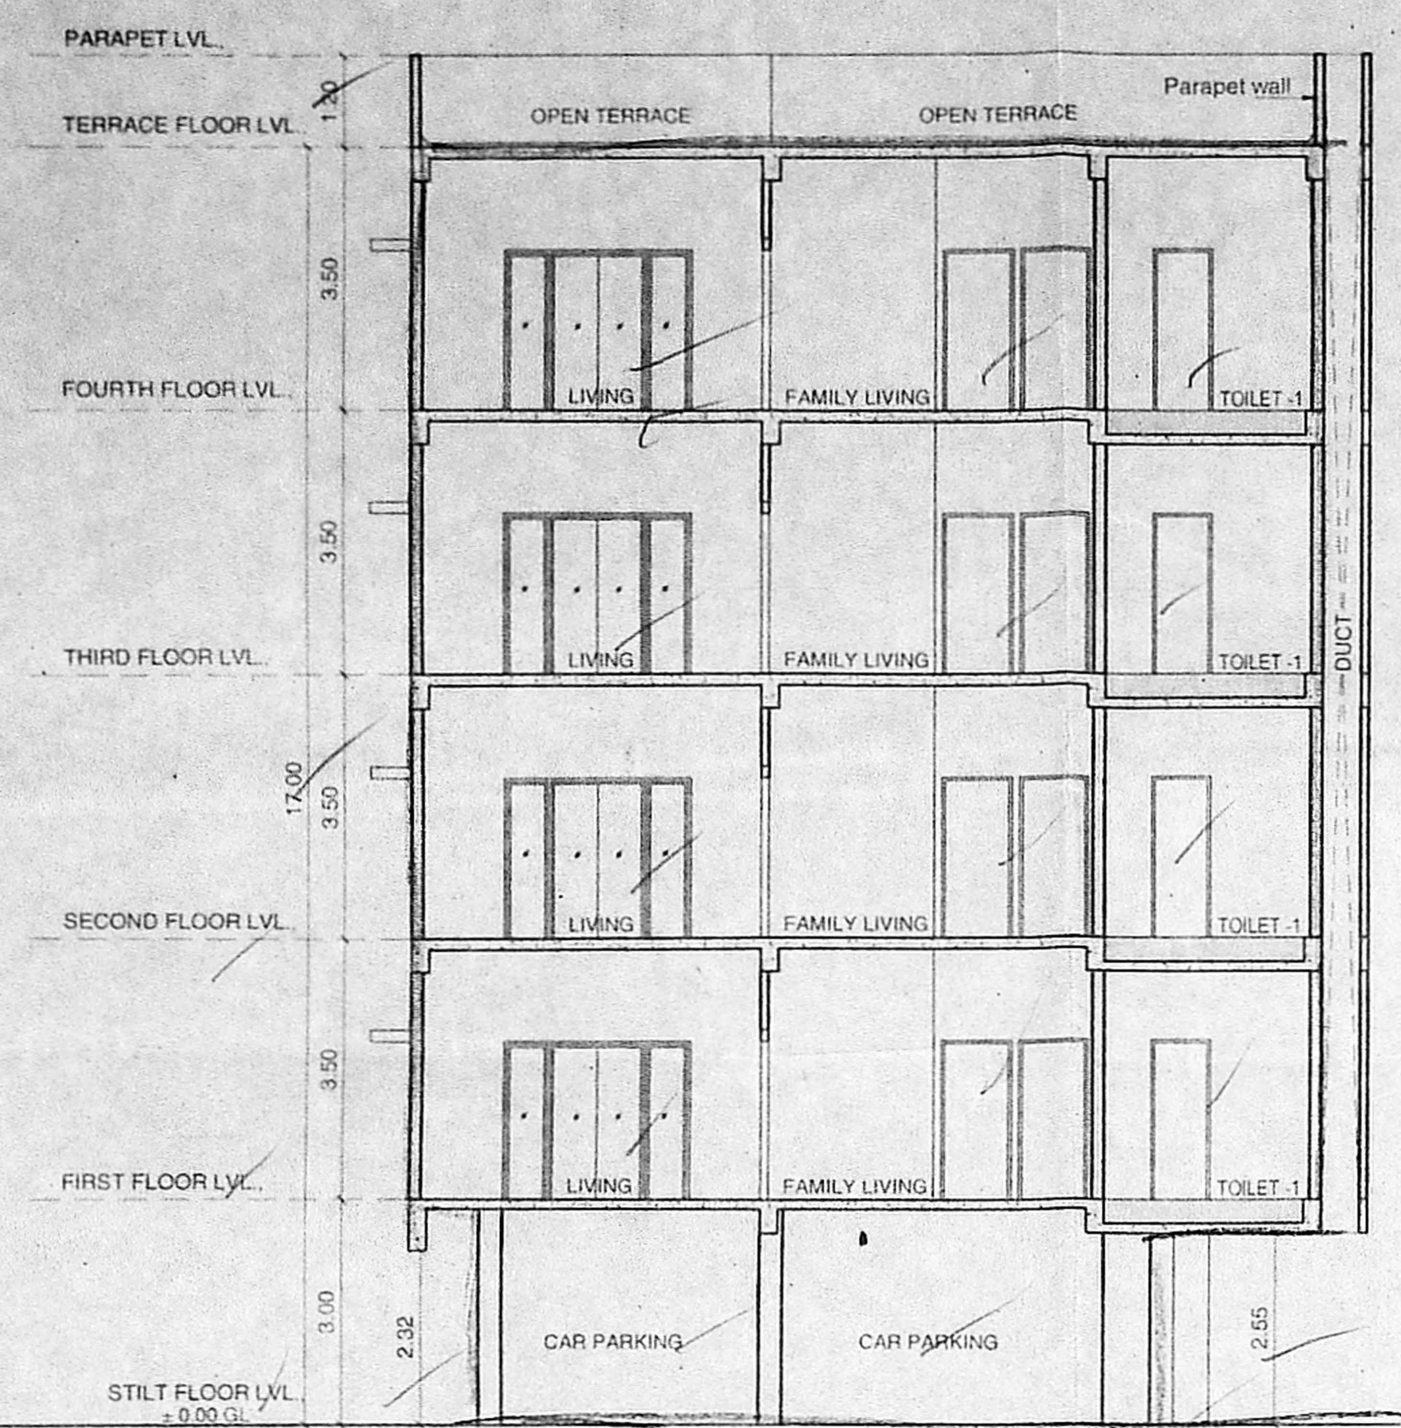 PARAPET LVL.
1.20
Parapet wall
OPEN TERRACE
OPEN TERRACE
TERRACE FLOOR LVL.
3.50
FOURTH FLOOR LVL.
LIVING
FAMILY LIVING
TOILET -1
3.50
DUCT
THIRD FLOOR LVL.
LIVING
FAMILY LIVING
TOILET -1
17.00
3.50
SECOND FLOOR LVL.
LIVING
FAMILY LIVING
TOILET -1
3.50
FIRST FLOOR LVL.
LIVING
FAMILY LIVING
TOILET -1
3.00
2.32
CAR PARKING
CAR PARKING
2.55
STILT FLOOR LVL.
± 0.00 GL